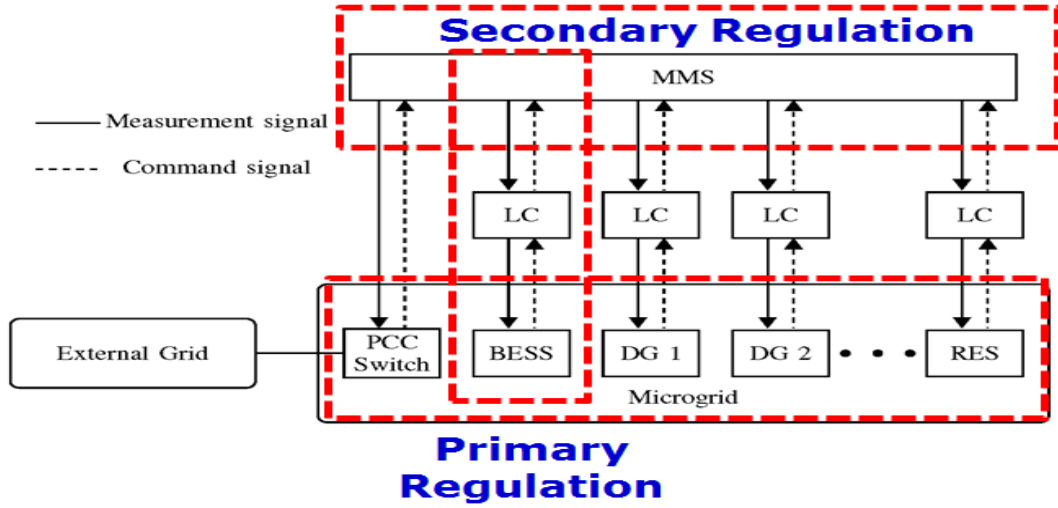 Secondary Regulation
MMS
Measurement signal
Command signal
LC LC LC LC
External Grid
PCC
Switch
BESS
DG 1
DG 2
RES
Microgrid
Primary
Regulation